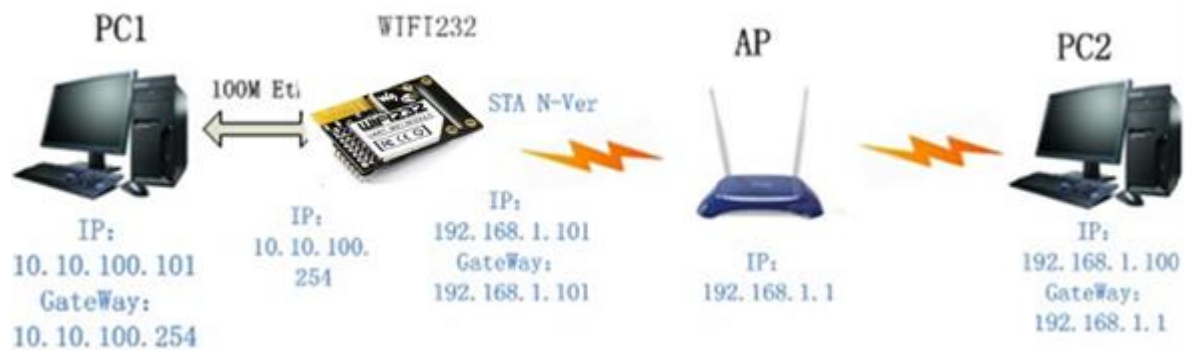 PC1
WIFI232
AP
PC2
100M Et
STA N-Ver
WIFI232
IP:
10.10.100.101
GateWay:
10.10.100.254
IP:
10.10.100.
254
IP:
192.168.1.101
GateWay:
192.168.1.101
IP:
192.168.1.1
IP:
192.168.1.100
GateWay:
192.168.1.1